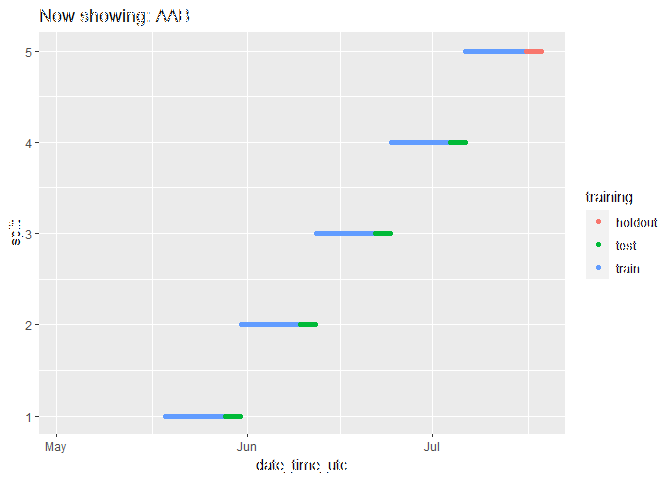 Now showing: AAB
5
4
3
2
1
split
May
Jun
Jul
date_time_utc
training
holdout
test
train